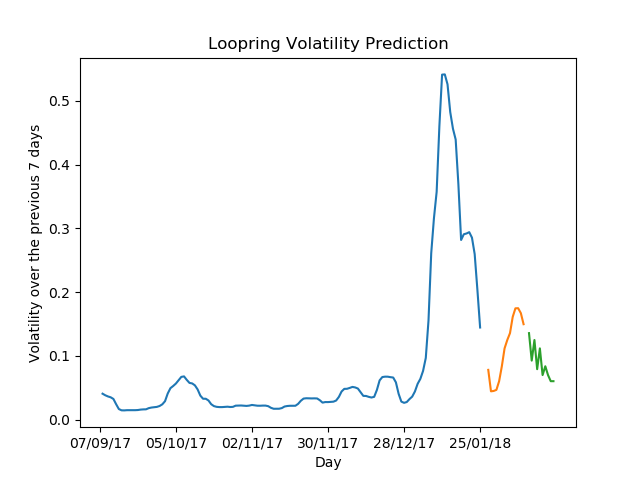 Loopring Volatility Prediction
Volatility over the previous 7 days
0.5
0.4
0.3
0.2
0.1
0.0
07/09/17 05/10/17 02/11/17 30/11/17 28/12/17 25/01/18
Day